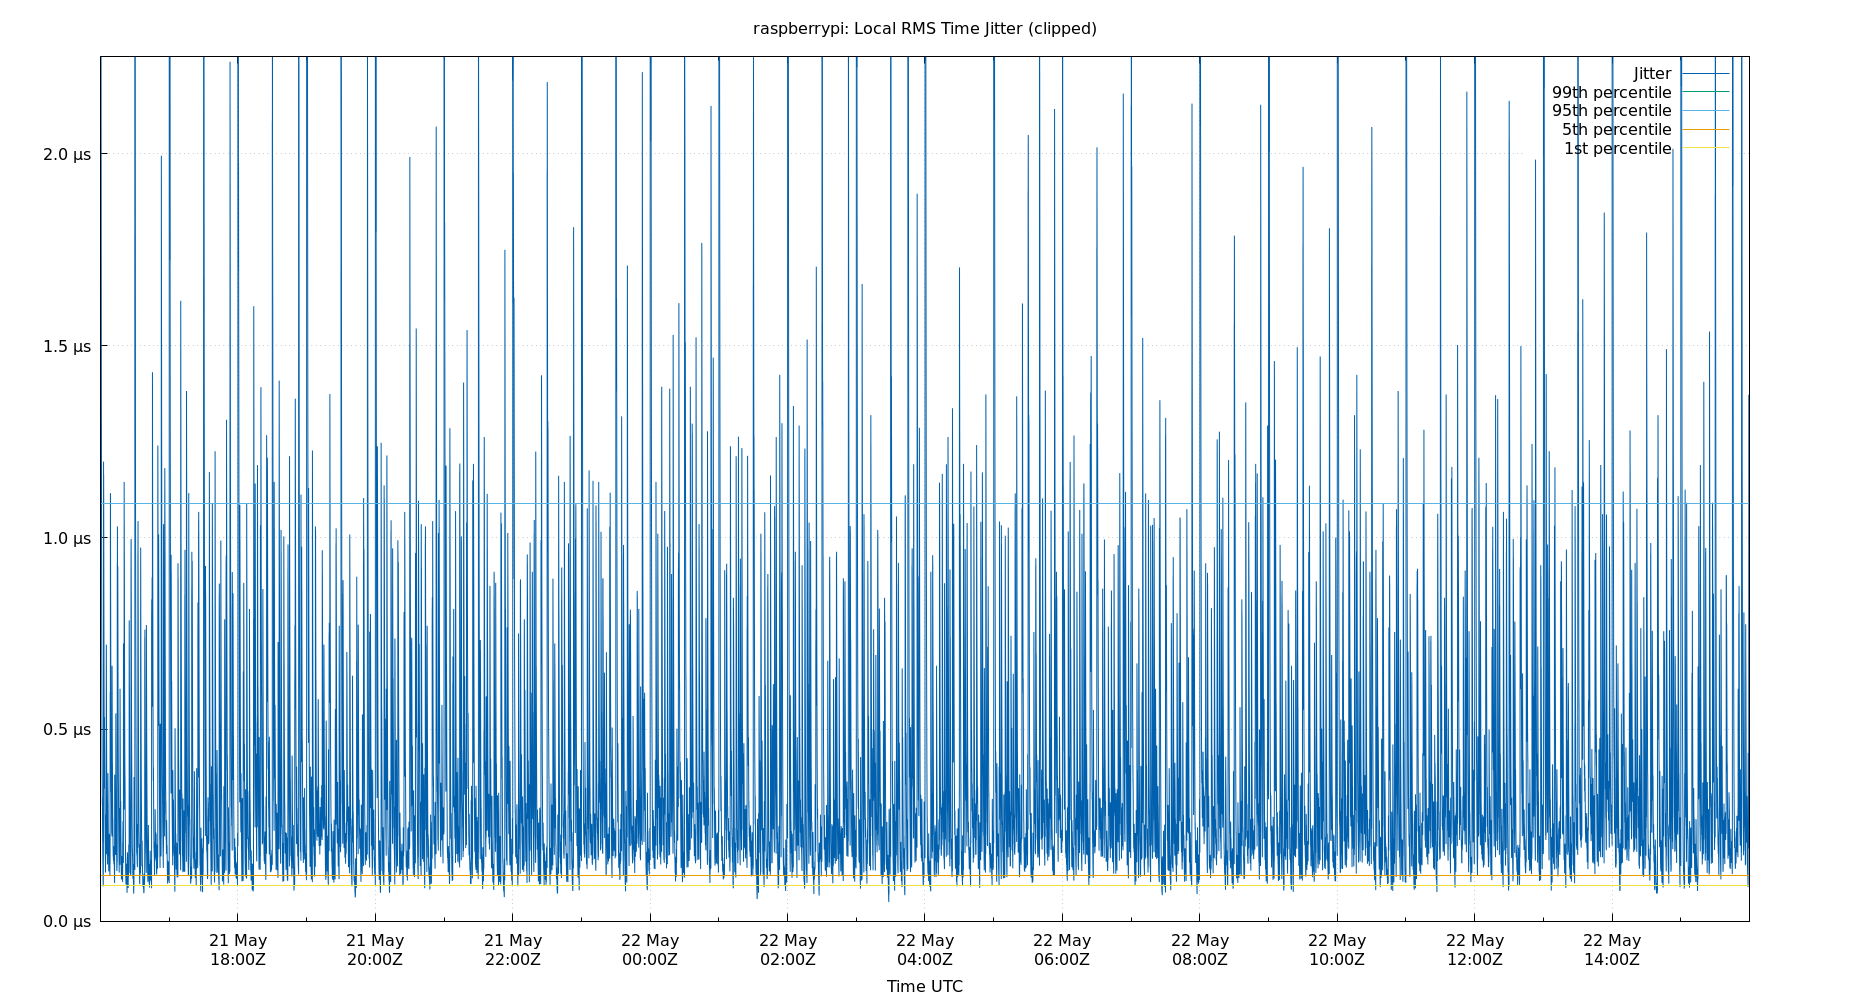 raspberrypi: Local RMS Time Jitter (clipped)
Jitter
99th percentile
95th percentile
5th percentile
1st percentile
2.0 µs
1.5 µs
1.0 µs
0.5 µs
0.0 µs
21 May 21 May 21 May 22 May 22 May 22 May 22 May 22 May 22 May 22 May 22 May
18:00Z 20:00Z 22:00Z 00:00Z 02:00Z 04:00Z 06:00Z 08:00Z 10:00Z 12:00Z 14:00Z
Time UTC